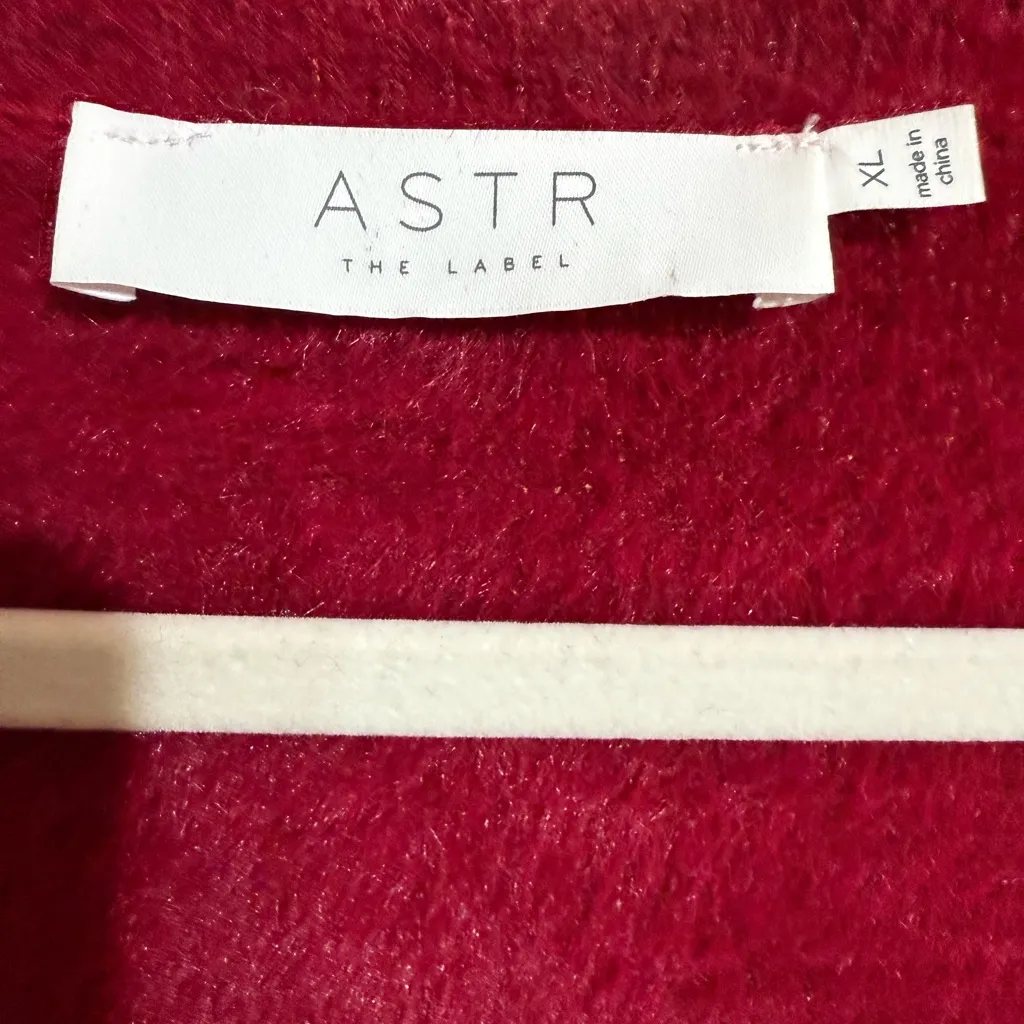 ASTR
THE LABEL
XL
made in
china